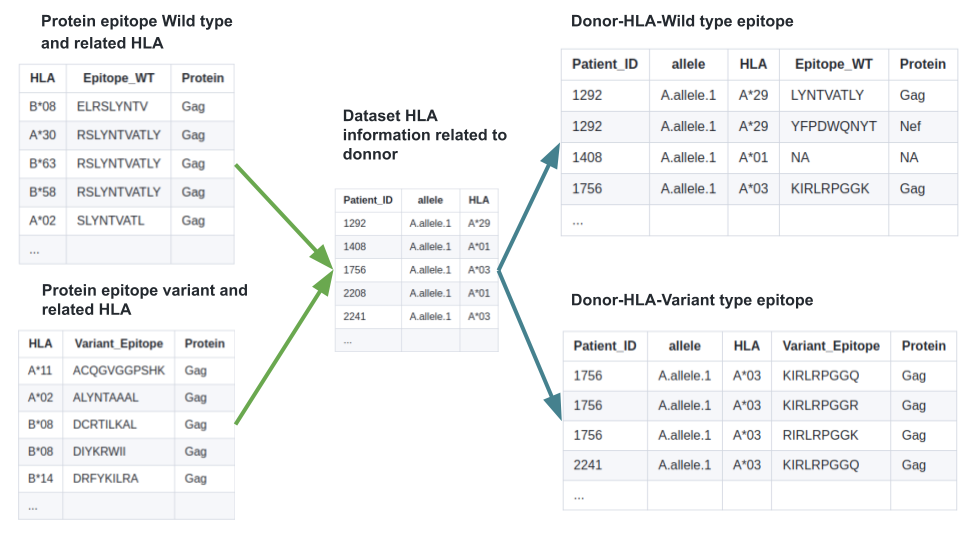 Protein epitope Wild type
and related HLA
HLA Epitope_WT Protein
B*08 ELRSLYNTV Gag
A*30 RSLYNTVATLY Gag
B*63 RSLYNTVATLY Gag
B*58 RSLYNTVATLY Gag
A*02 SLYNTVATL Gag
...
Protein epitope variant and
related HLA
HLA Variant_Epitope Protein
A*11 ACQGVGGPSHK Gag
A*02 ALYNTAAAL Gag
B*08 DCRTILKAL Gag
B*08 DIYKRWII Gag
B*14 DRFYKILRA Gag
...
Dataset HLA
information related to
donnor
Patient_ID allele HLA
1292 A.allele.1 A*29
1408 A.allele.1 A*01
1756 A.allele.1 A*03
2208 A.allele.1 A*01
2241 A.allele.1 A*03
...
Donor-HLA-Wild type epitope
Patient_ID allele HLA Epitope_WT Protein
1292 A.allele.1 A*29 LYNTVATLY Gag
1292 A.allele.1 A*29 YFPDWQNYT Nef
1408 A.allele.1 A*01 NA NA
1756 A.allele.1 A*03 KIRLRPGGK Gag
...
Donor-HLA-Variant type epitope
Patient_ID allele HLA Variant_Epitope Protein
1756 A.allele.1 A*03 KIRLRPGGQ Gag
1756 A.allele.1 A*03 KIRLRPGGR Gag
1756 A.allele.1 A*03 RIRLRPGGK Gag
2241 A.allele.1 A*03 KIRLRPGGQ Gag
...